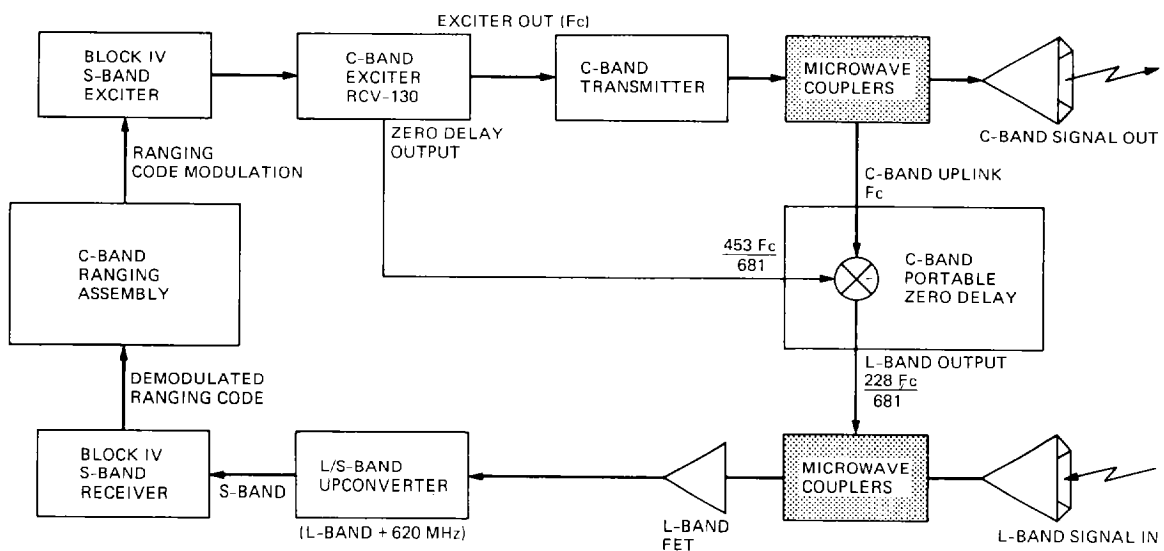 EXCITER OUT (Fc)
BLOCK IV
S-BAND
EXCITER
C-BAND
EXCITER
RCV-130
C-BAND
TRANSMITTER
MICROWAVE
COUPLERS
C-BAND SIGNAL OUT
ZERO DELAY
OUTPUT
RANGING
CODE MODULATION
C-BAND UPLINK
Fc
C-BAND
RANGING
ASSEMBLY
453 Fc
681
C-BAND
PORTABLE
ZERO DELAY
L-BAND OUTPUT
228 Fc
681
DEMODULATED
RANGING CODE
BLOCK IV
S-BAND
RECEIVER
S-BAND
L/S-BAND
UPCONVERTER
(L-BAND + 620 MHz)
L-BAND
FET
MICROWAVE
COUPLERS
L-BAND SIGNAL IN